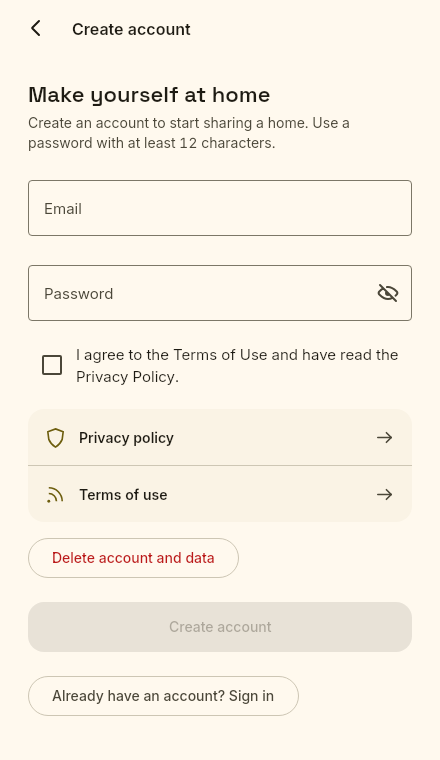 Create account
Make yourself at home
Create an account to start sharing a home. Use a
password with at least 12 characters.
Email
Password
I agree to the Terms of Use and have read the
Privacy Policy.
Privacy policy
Terms of use
Delete account and data
Create account
Already have an account? Sign in